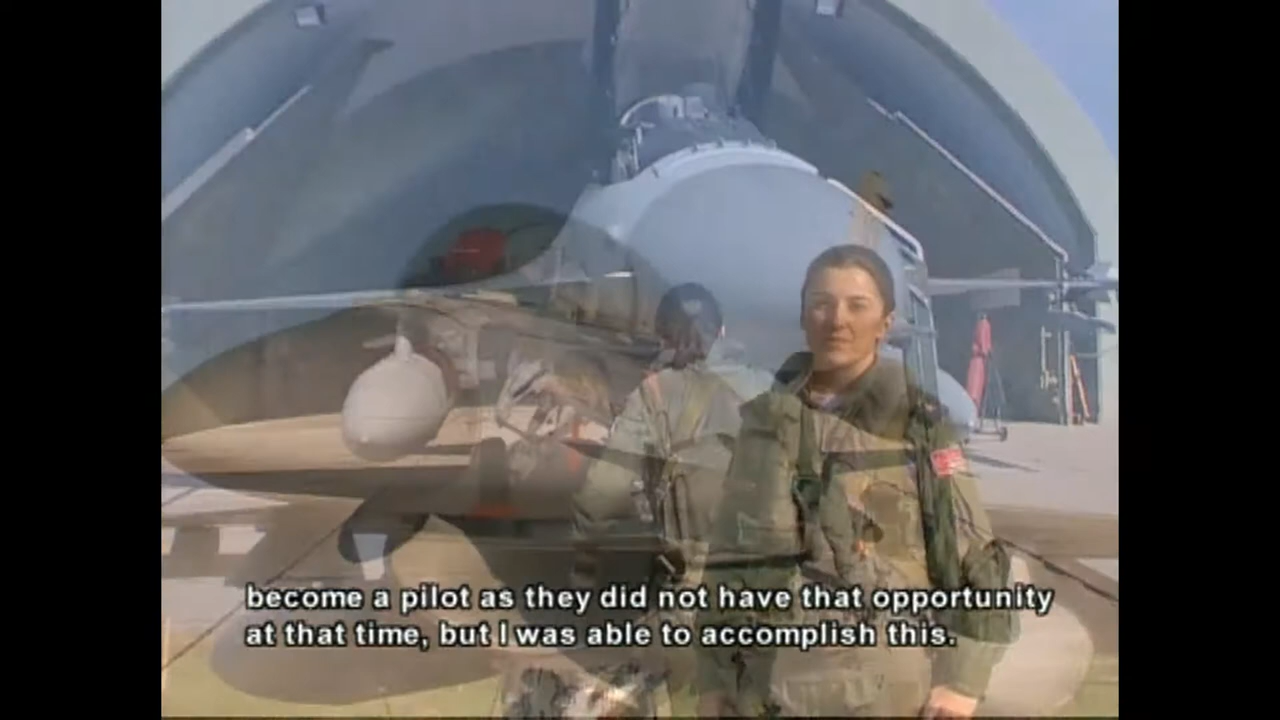 become a pilot as they did not have that opportunity
at that time, but I was able to accomplish this.